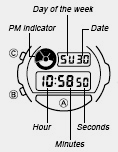 Day of the week
PM indicator
Date
SU 30
C
10:58 50
B
A
Hour
Seconds
Minutes